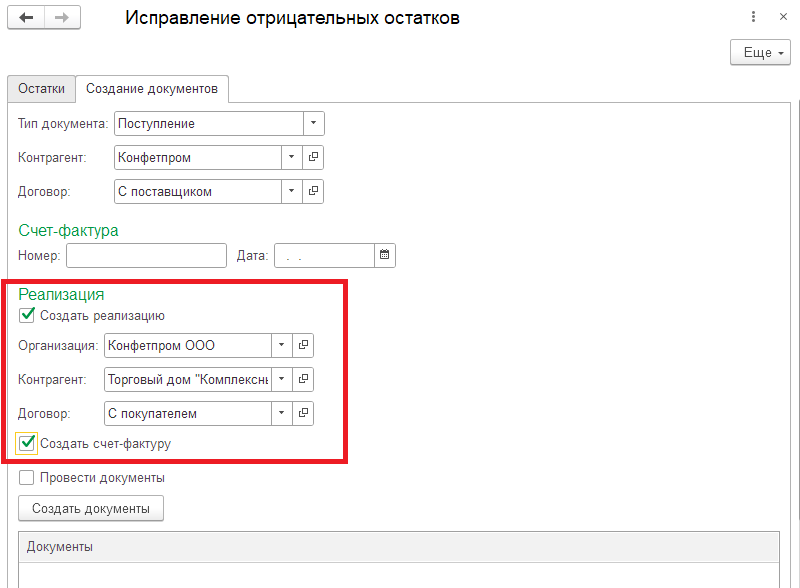 Исправление отрицательных остатков
Еще
Остатки Создание документов
Тип документа: Поступление
Контрагент: Конфетпром
Договор: С поставщиком
Счет-фактура
Номер: Дата: . .
Реализация
Создать реализацию
Организация: Конфетпром ООО
Контрагент: Торговый дом "Комплексны
Договор: С покупателем
Создать счет-фактуру
Провести документы
Создать документы
Документы